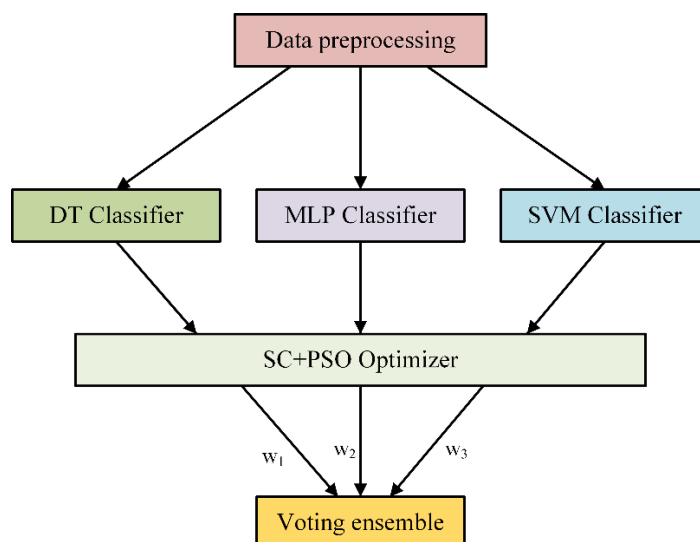 Data preprocessing
DT Classifier
MLP Classifier
SVM Classifier
SC+PSO Optimizer
w₁
w₂
w₃
Voting ensemble